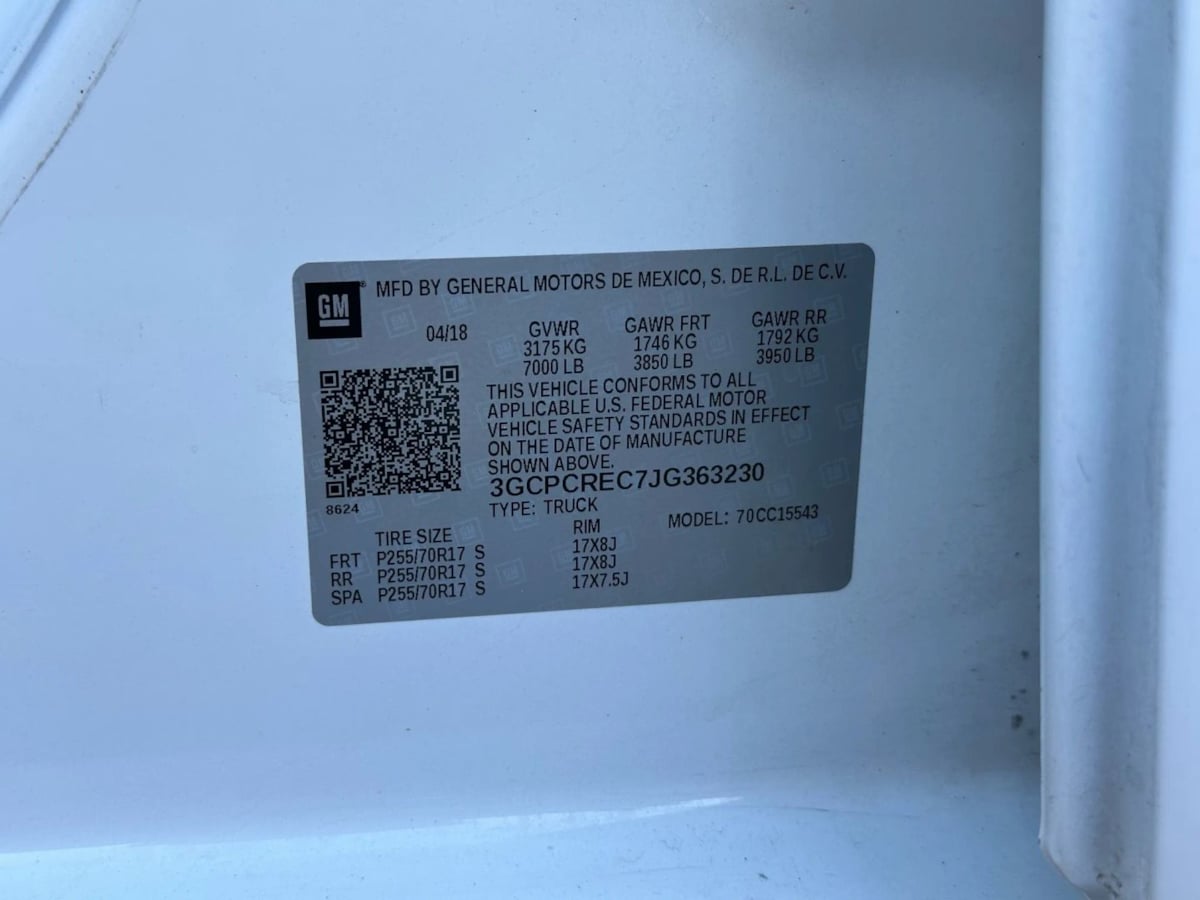 GM
MFD BY GENERAL MOTORS DE MEXICO, S. DE R.L. DE C.V.
04/18 GVWR GAWR FRT GAWR RR
3175 KG 1746 KG 1792 KG
7000 LB 3850 LB 3950 LB
THIS VEHICLE CONFORMS TO ALL
APPLICABLE U.S. FEDERAL MOTOR
VEHICLE SAFETY STANDARDS IN EFFECT
ON THE DATE OF MANUFACTURE
SHOWN ABOVE.
3GCPCREC7JG363230
8624
TYPE: TRUCK
MODEL: 70CC15543
TIRE SIZE RIM
FRT P255/70R17 S 17X8J
RR P255/70R17 S 17X8J
SPA P255/70R17 S 17X7.5J